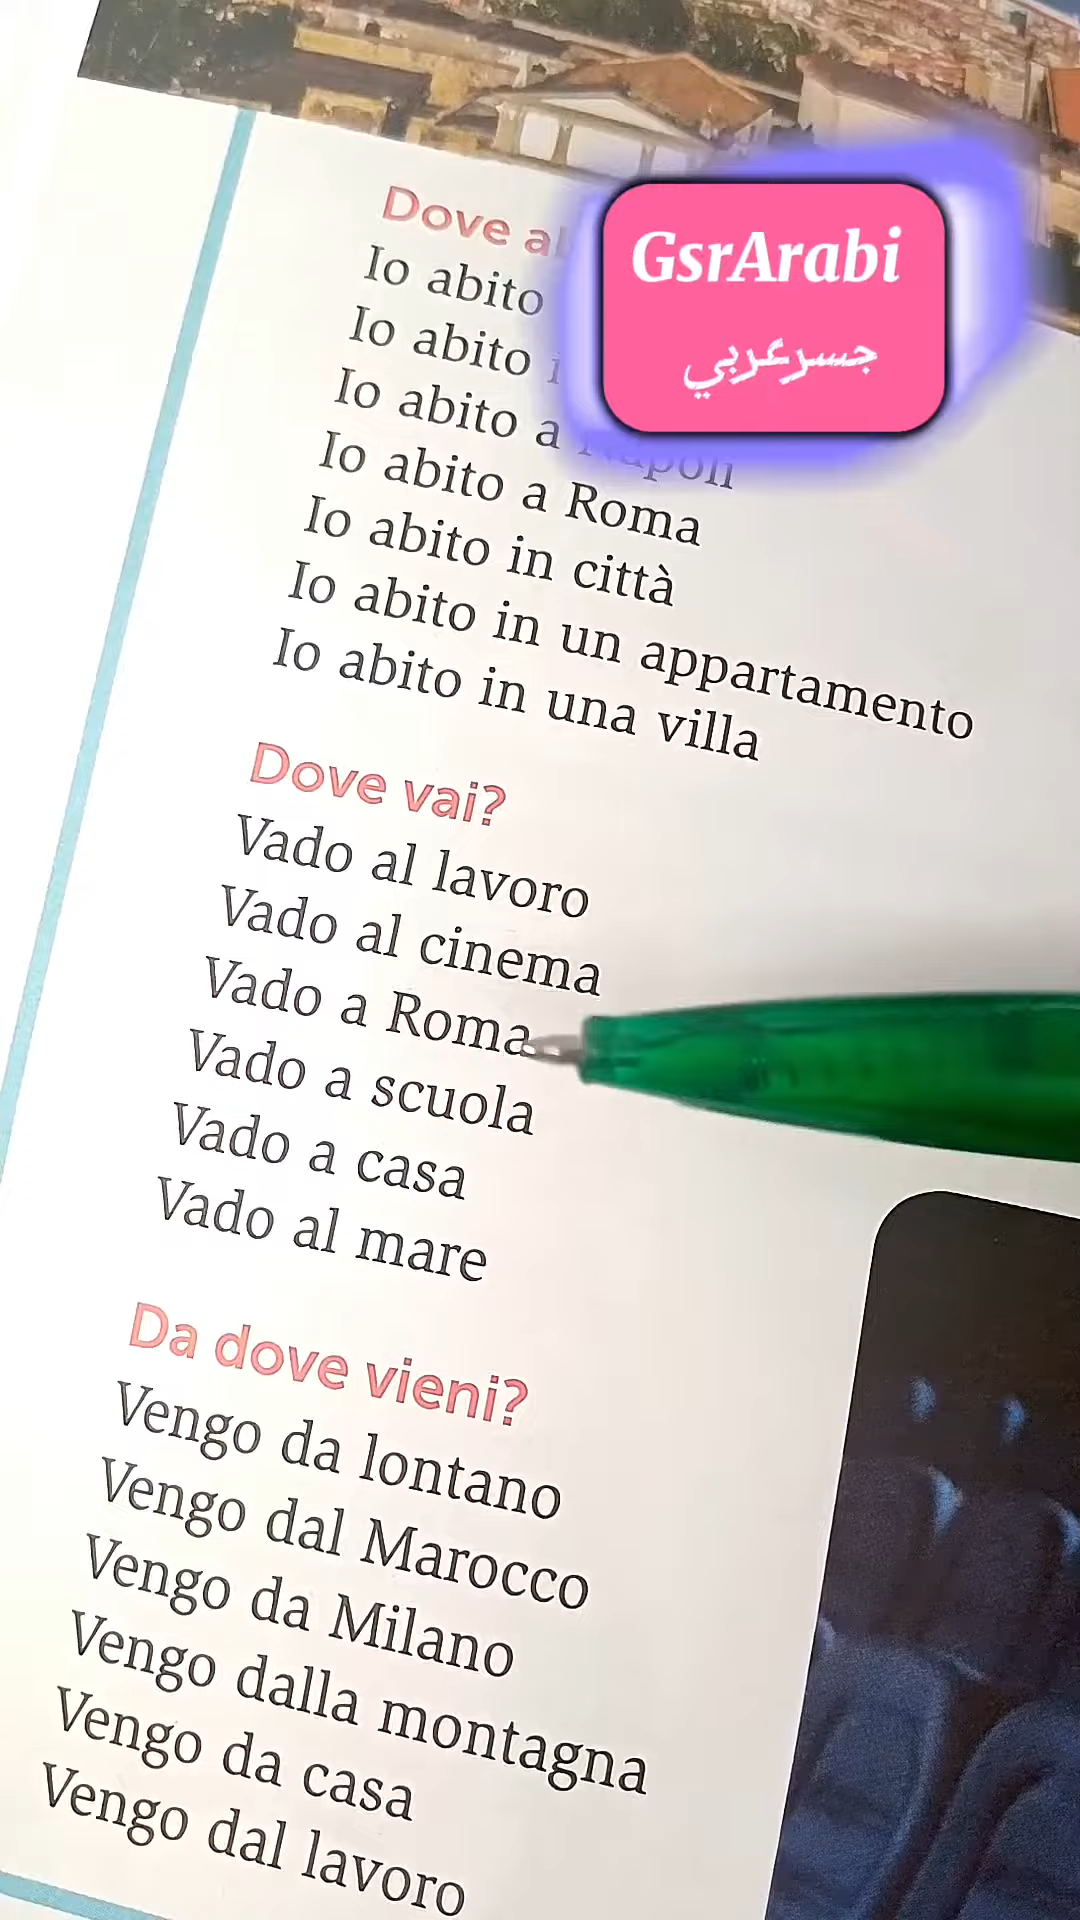 Dove
GsrArabi
جسر عربي
Io abito
Io abito
Io abito a Napoli
Io abito a Roma
Io abito in città
Io abito in un appartamento
Io abito in una villa
Dove vai?
Vado al lavoro
Vado al cinema
Vado a Roma
Vado a scuola
Vado a casa
Vado al mare
Da dove vieni?
Vengo da lontano
Vengo dal Marocco
Vengo da Milano
Vengo dalla montagna
Vengo da casa
Vengo dal lavoro